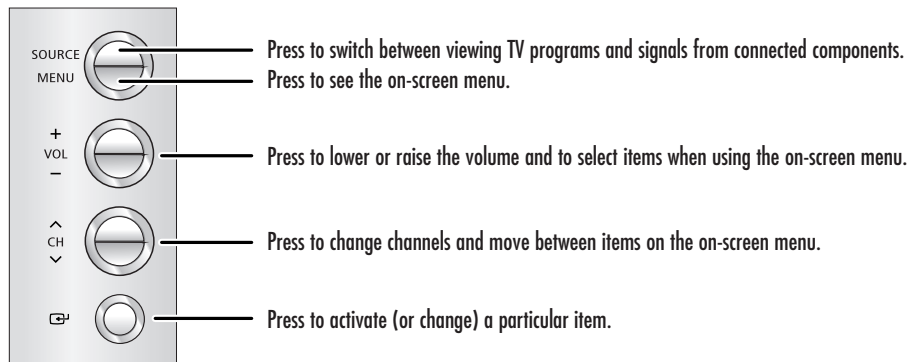 SOURCE
Press to switch between viewing TV programs and signals from connected components.
MENU
Press to see the on-screen menu.
+
VOL
−
Press to lower or raise the volume and to select items when using the on-screen menu.
CH
Press to change channels and move between items on the on-screen menu.
Press to activate (or change) a particular item.